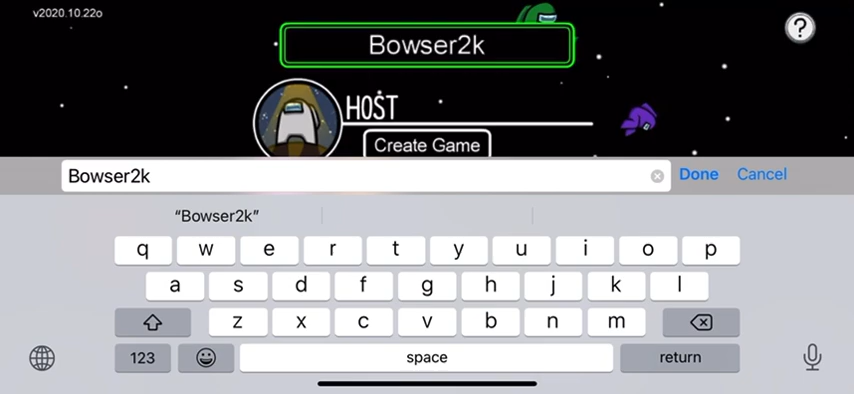 v2020.10.22o
Bowser2k
?
HOST
Create Game
Bowser2k
Done
Cancel
“Bowser2k”
q w e r t y u i o p
a s d f g h j k l
z x c v b n m
123
space
return